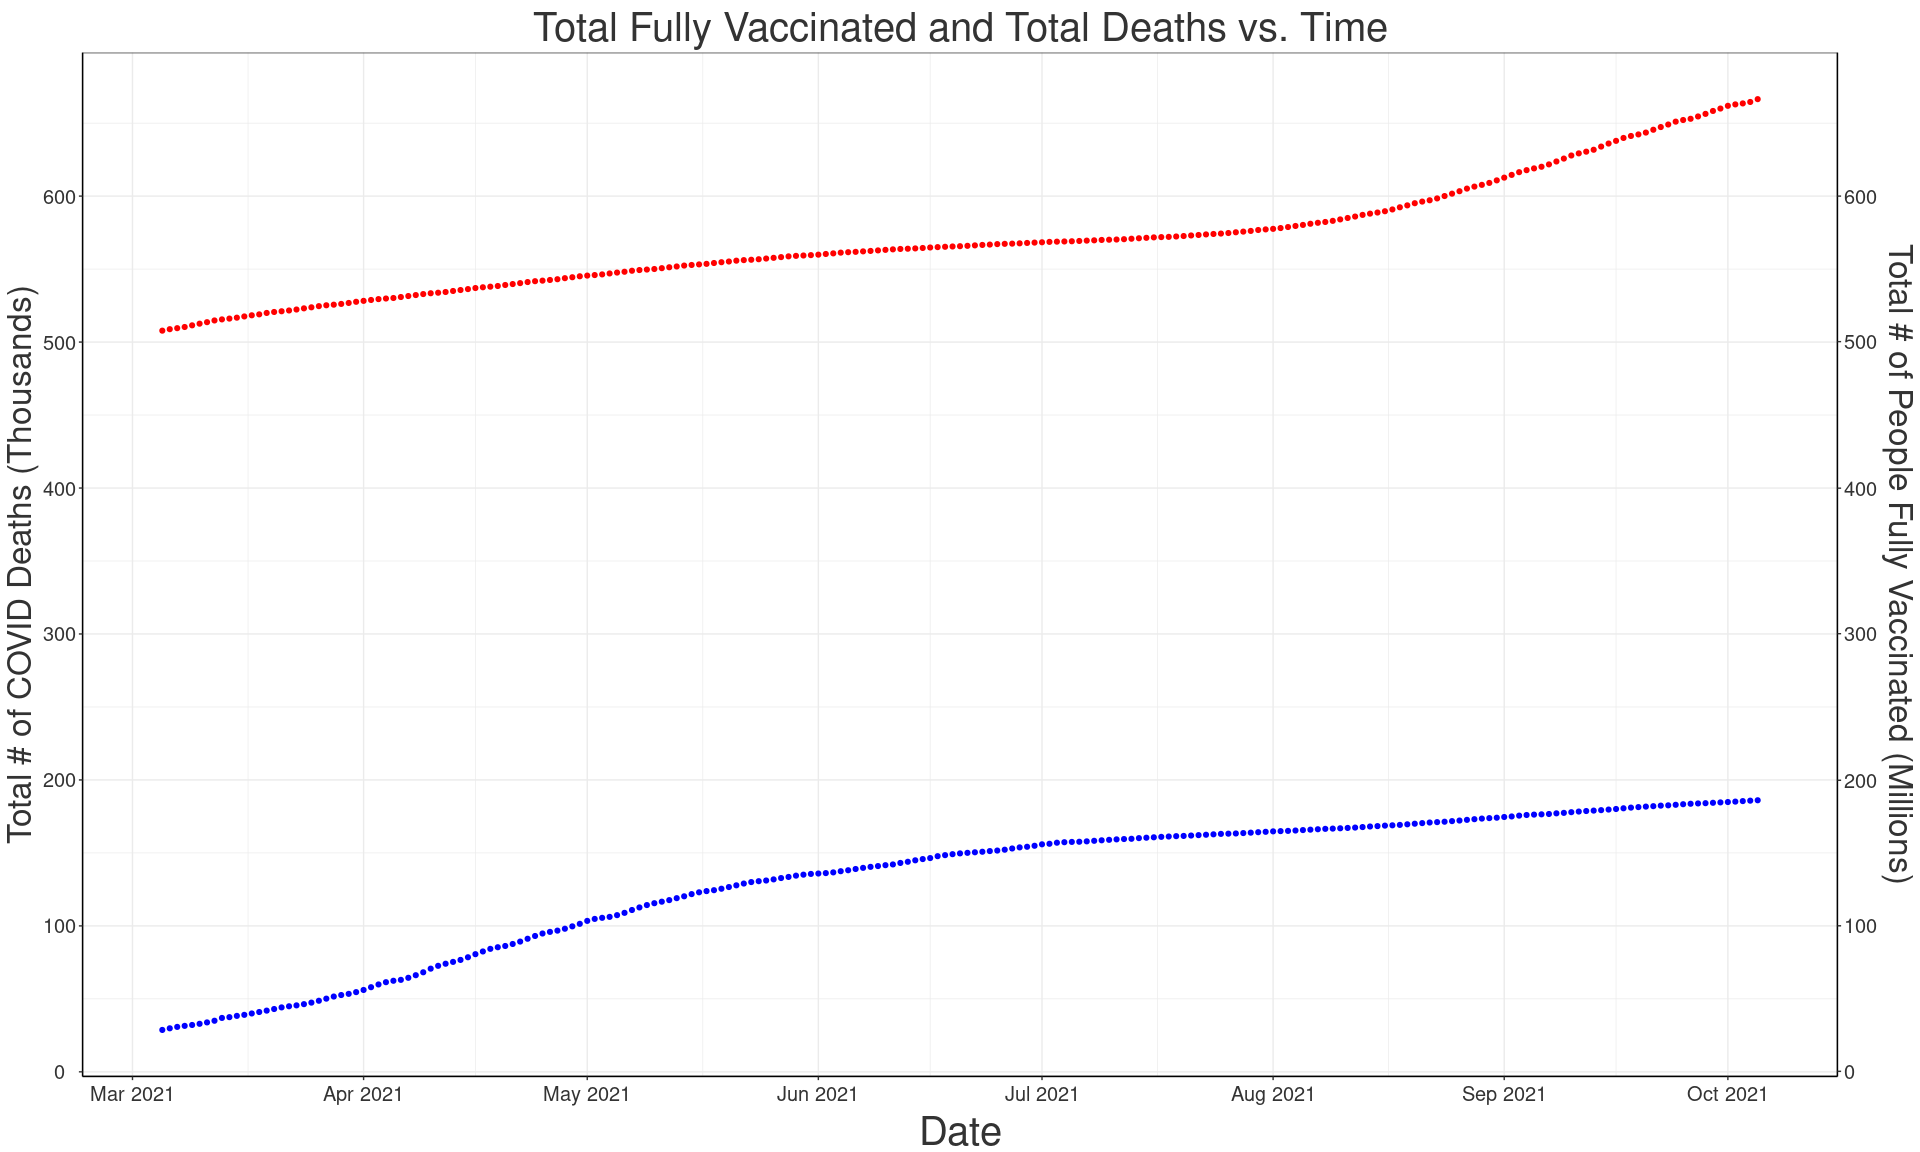 Total Fully Vaccinated and Total Deaths vs. Time
Total # of COVID Deaths (Thousands)
600
500
400
300
200
100
0
600
500
400
300
200
100
0
Total # of People Fully Vaccinated (Millions)
Mar 2021 Apr 2021 May 2021 Jun 2021 Jul 2021 Aug 2021 Sep 2021 Oct 2021
Date